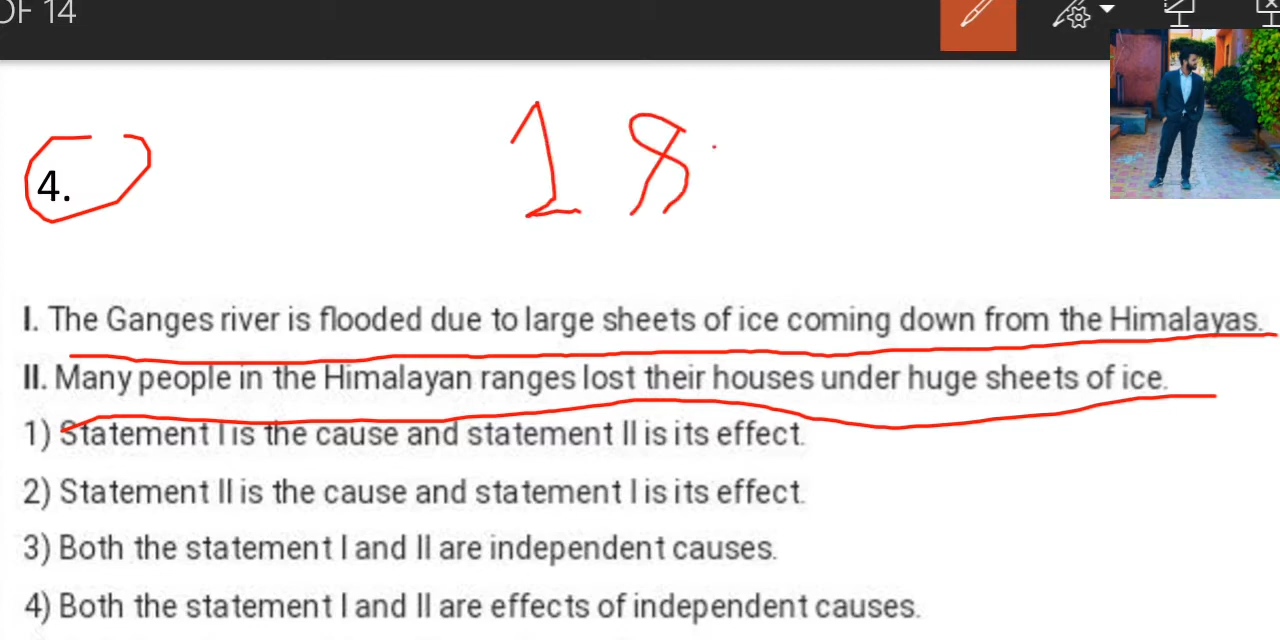 OF 14
1 8
4.
I. The Ganges river is flooded due to large sheets of ice coming down from the Himalayas.
II. Many people in the Himalayan ranges lost their houses under huge sheets of ice.
1) Statement I is the cause and statement II is its effect.
2) Statement II is the cause and statement I is its effect.
3) Both the statement I and II are independent causes.
4) Both the statement I and II are effects of independent causes.